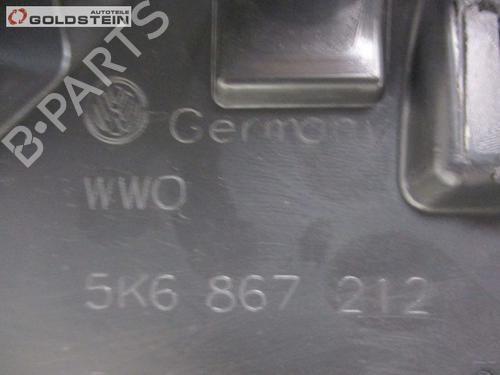 AUTOTEILE
GOLDSTEIN
B-PARTS
Germany
WWO
5K6 867 212